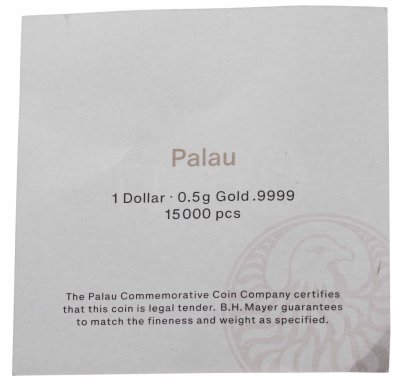 Palau
1 Dollar · 0.5g Gold .9999
15000 pcs
The Palau Commemorative Coin Company certifies
that this coin is legal tender. B.H. Mayer guarantees
to match the fineness and weight as specified.